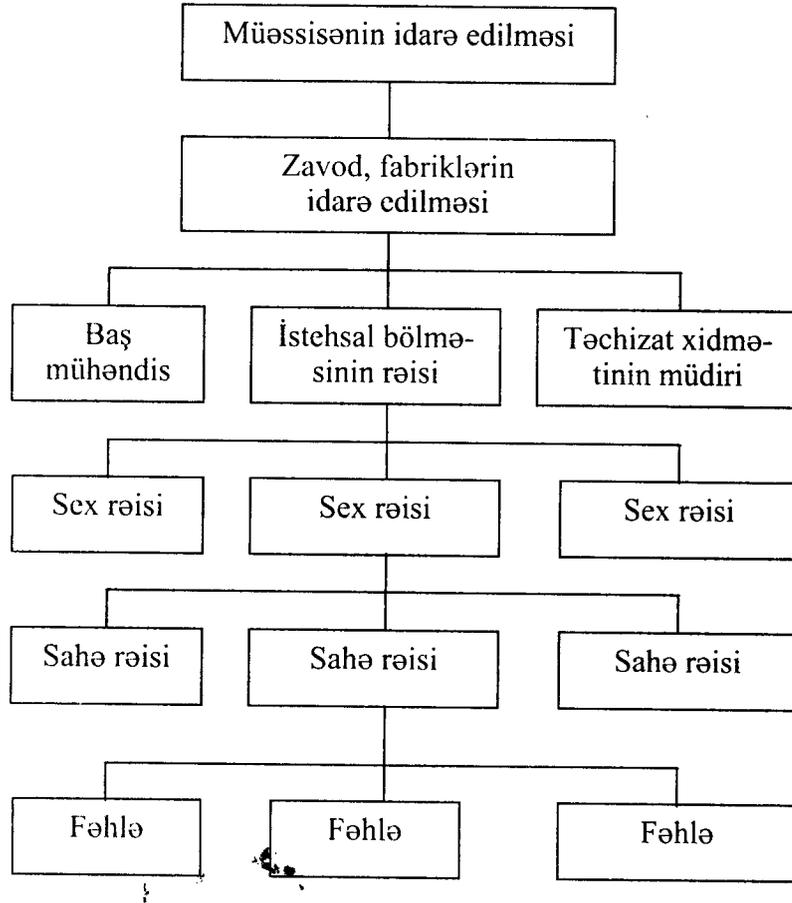 Müəssisənin idarə edilməsi
Zavod, fabriklərin
idarə edilməsi
Baş
mühəndis
İstehsal bölmə-
sinin rəisi
Təchizat xidmə-
tinin müdiri
Sex rəisi
Sex rəisi
Sex rəisi
Sahə rəisi
Sahə rəisi
Sahə rəisi
Fəhlə
Fəhlə
Fəhlə